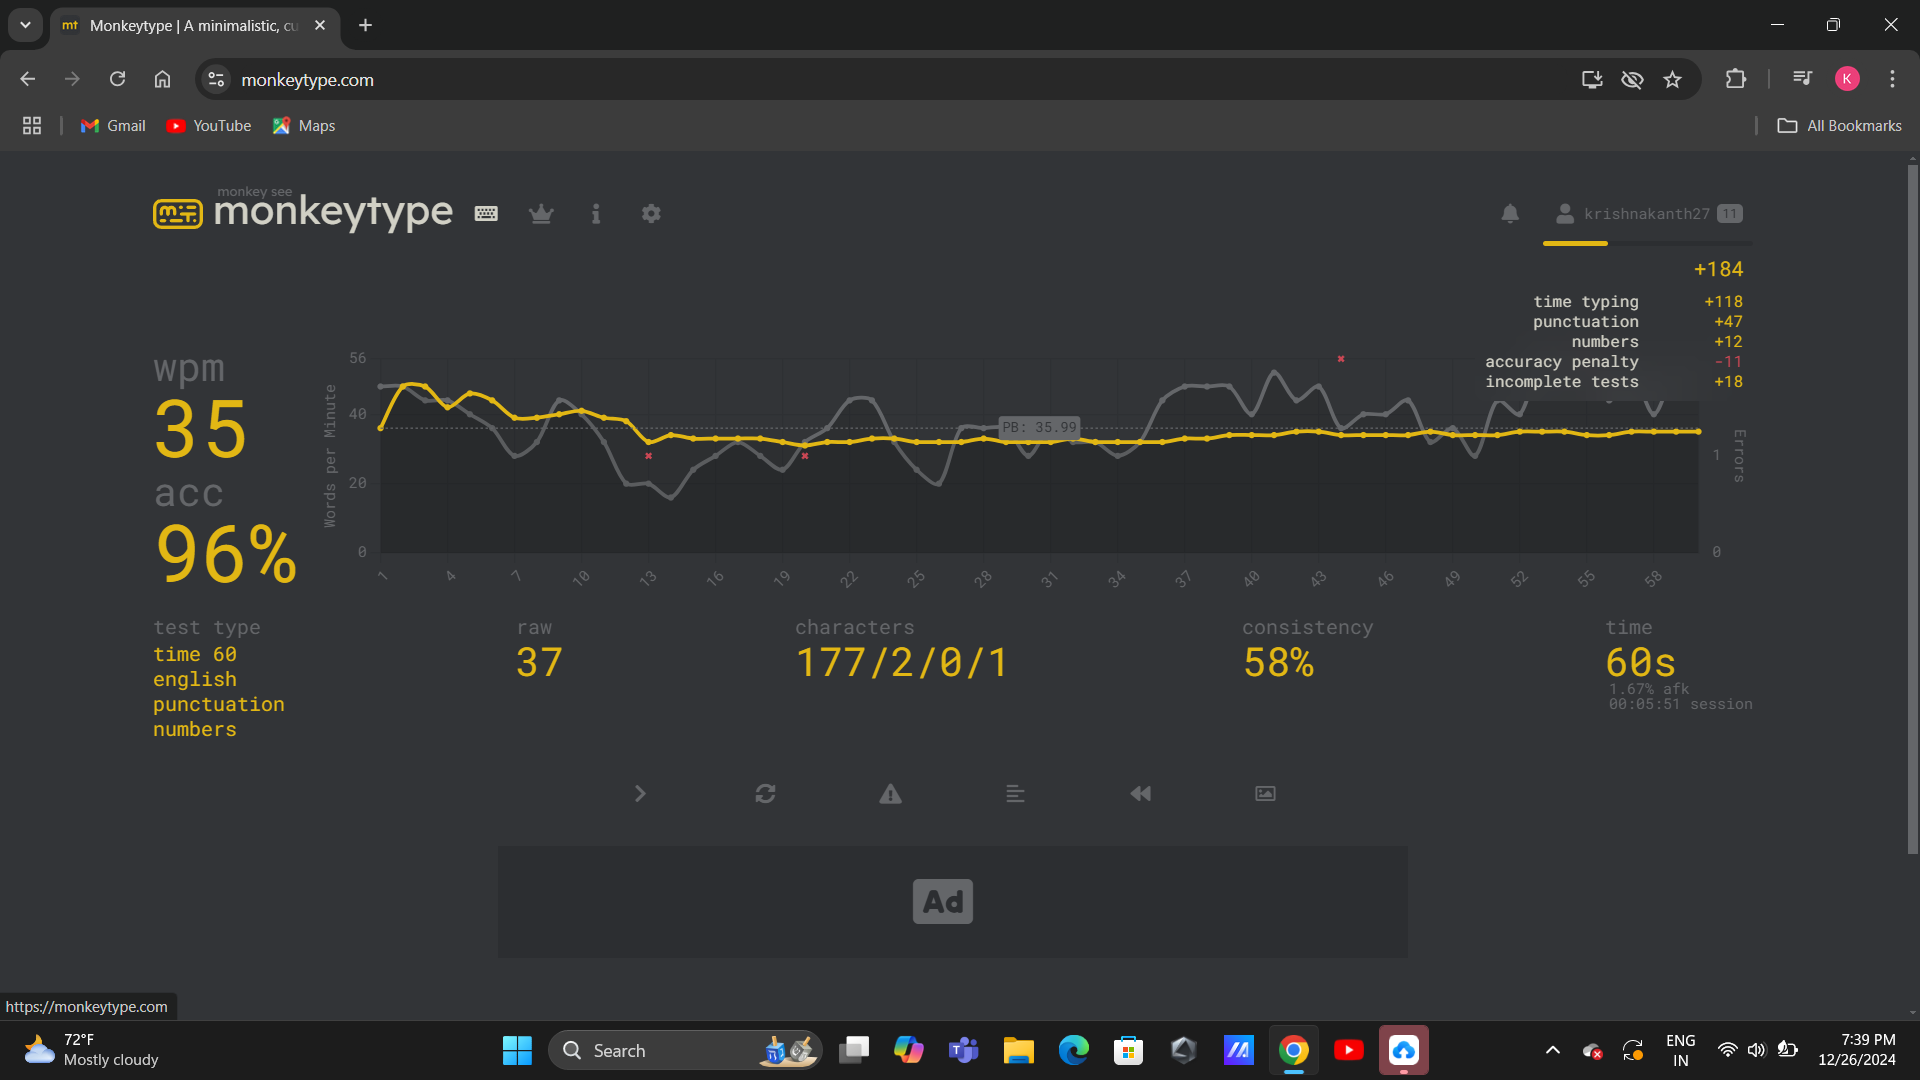 mt Monkeytype | A minimalistic, cu
monkeytype.com
K
Gmail
YouTube
Maps
All Bookmarks
monkey see
monkeytype
krishnakanth27 11
+184
time typing +118
punctuation +47
numbers +12
accuracy penalty -11
incomplete tests +18
wpm
35
acc
96%
Words per Minute
56
40
20
0
PB: 35.99
Errors
1
0
1 4 7 10 13 16 19 22 25 28 31 34 37 40 43 46 49 52 55 58
test type
time 60
english
punctuation
numbers
raw
37
characters
177/2/0/1
consistency
58%
time
60s
1.67% afk
00:05:51 session
Ad
https://monkeytype.com
72°F
Mostly cloudy
Search
ENG
IN
7:39 PM
12/26/2024